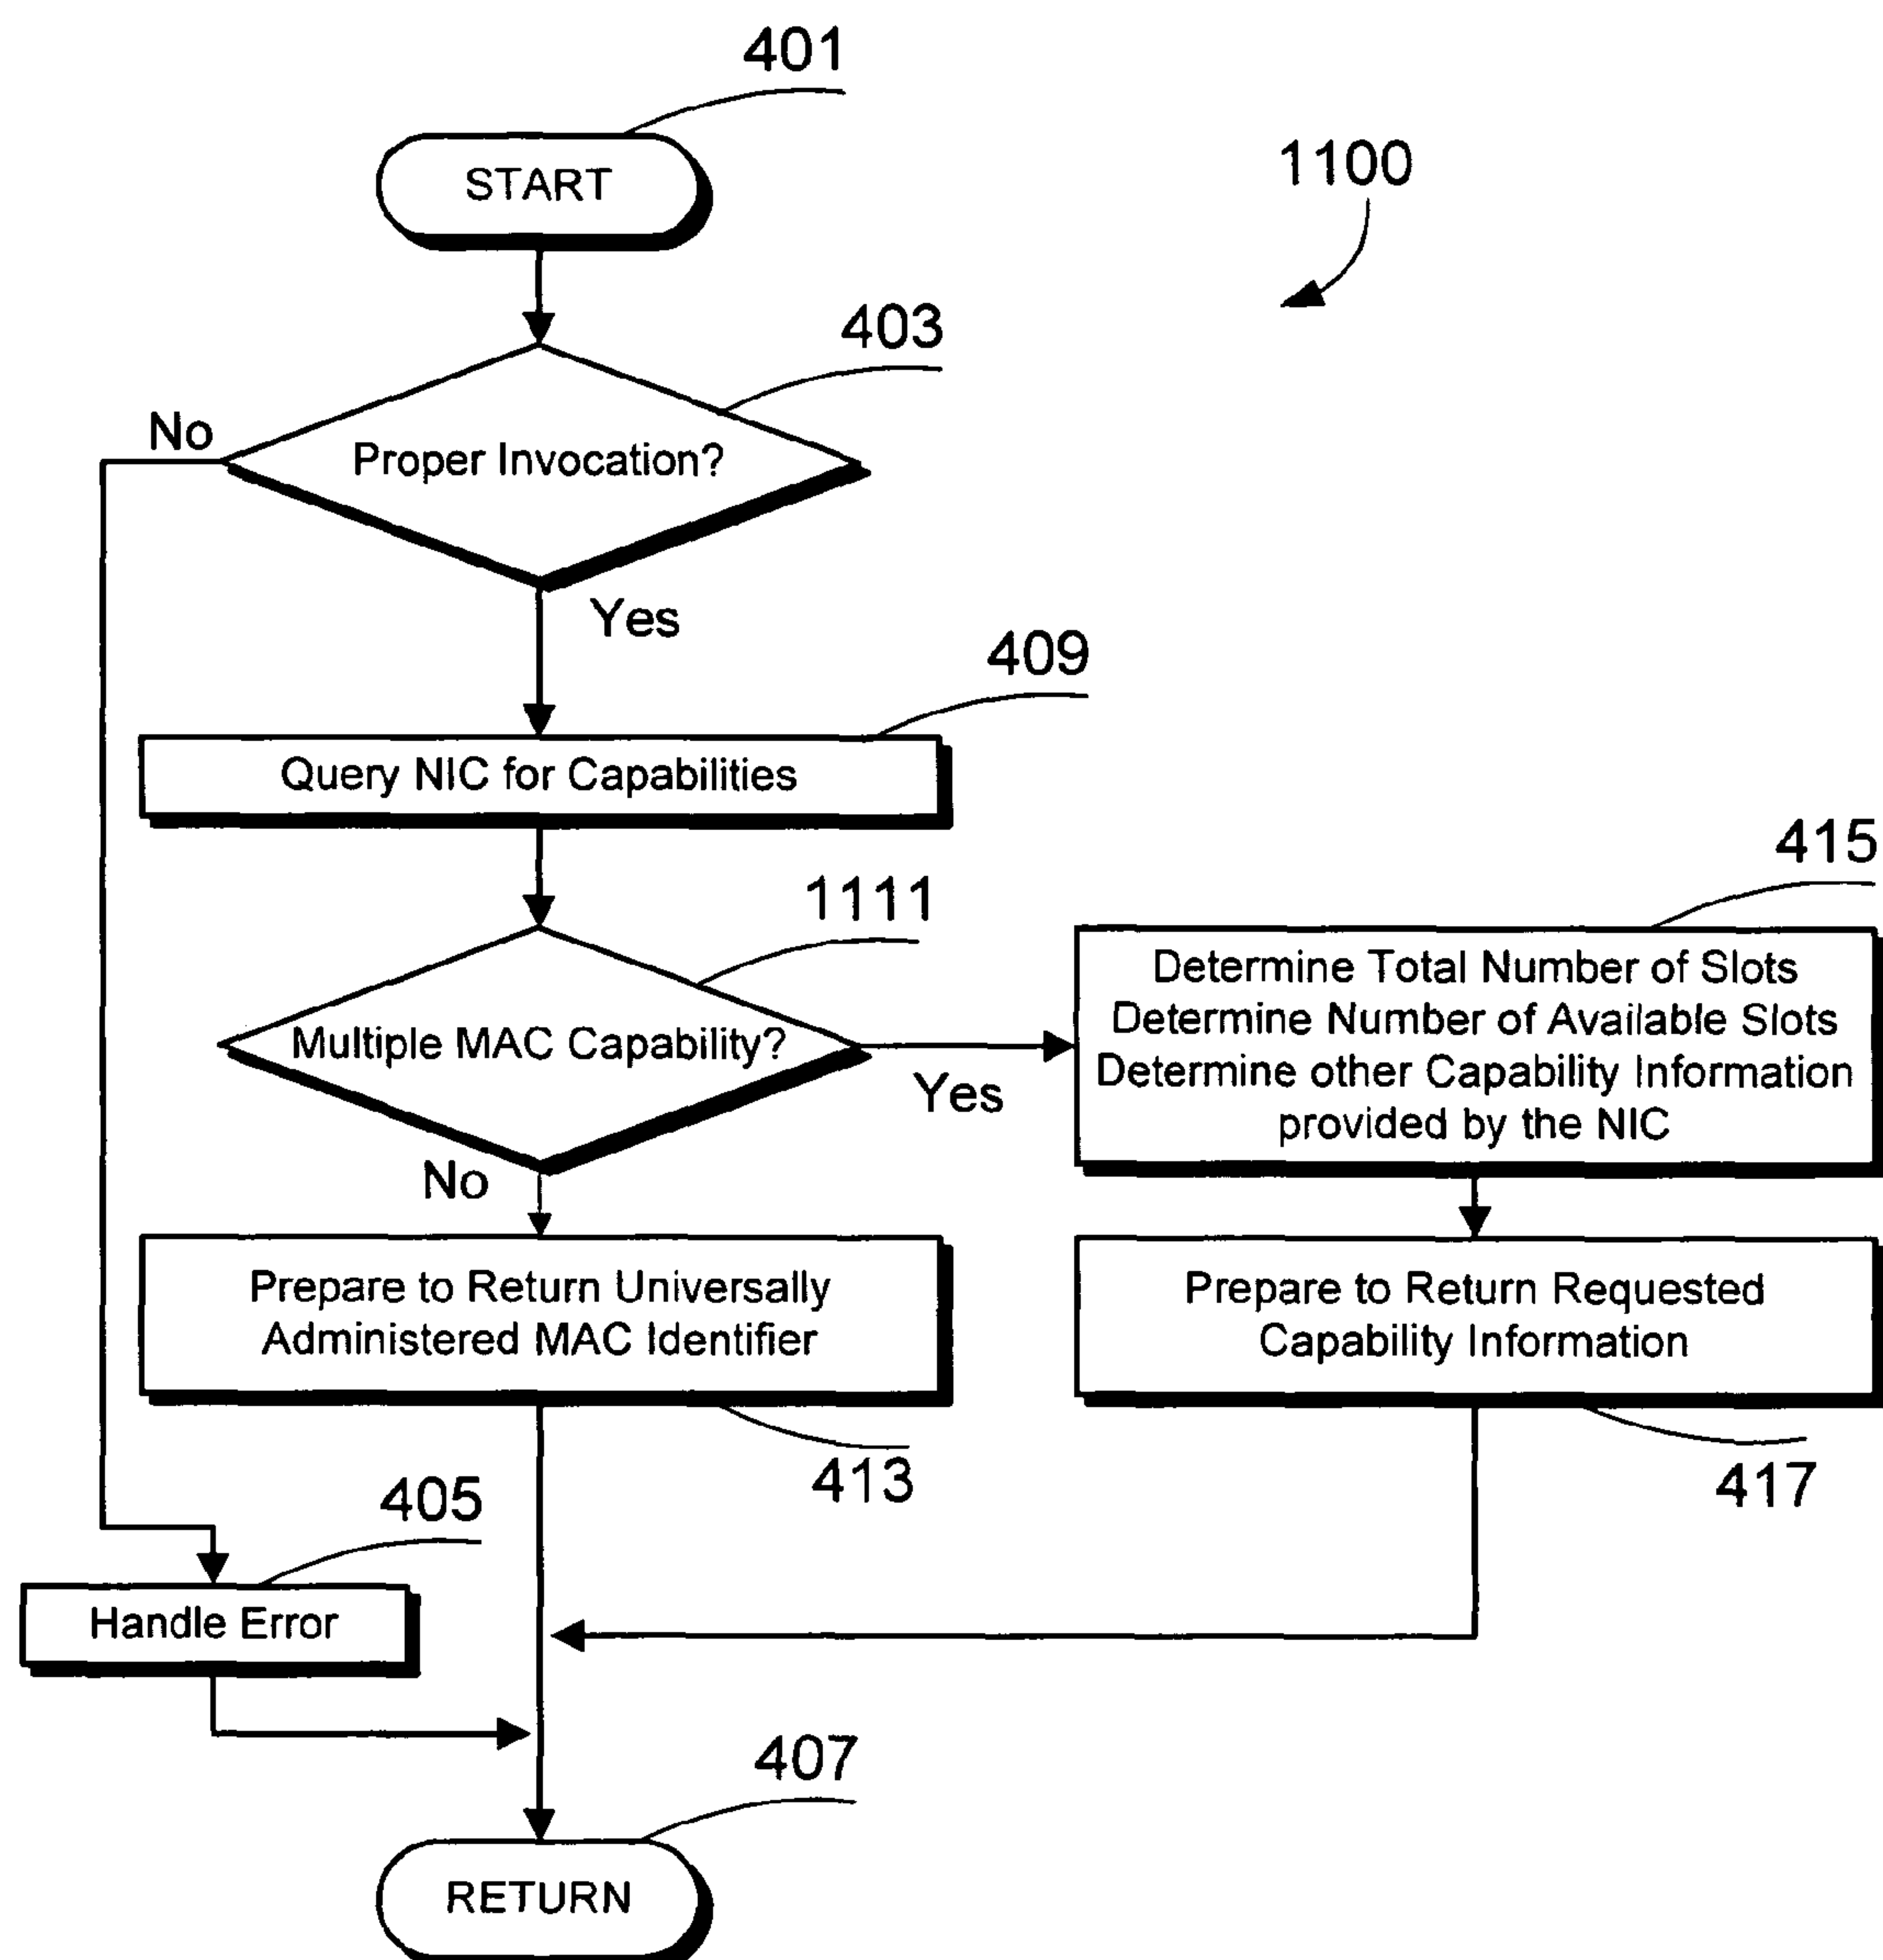 401
START
1100
403
No
Proper Invocation?
Yes
409
Query NIC for Capabilities
415
1111
Determine Total Number of Slots
Determine Number of Available Slots
Determine other Capability Information
provided by the NIC
Multiple MAC Capability?
Yes
No
Prepare to Return Universally
Administered MAC Identifier
Prepare to Return Requested
Capability Information
413
417
405
Handle Error
407
RETURN